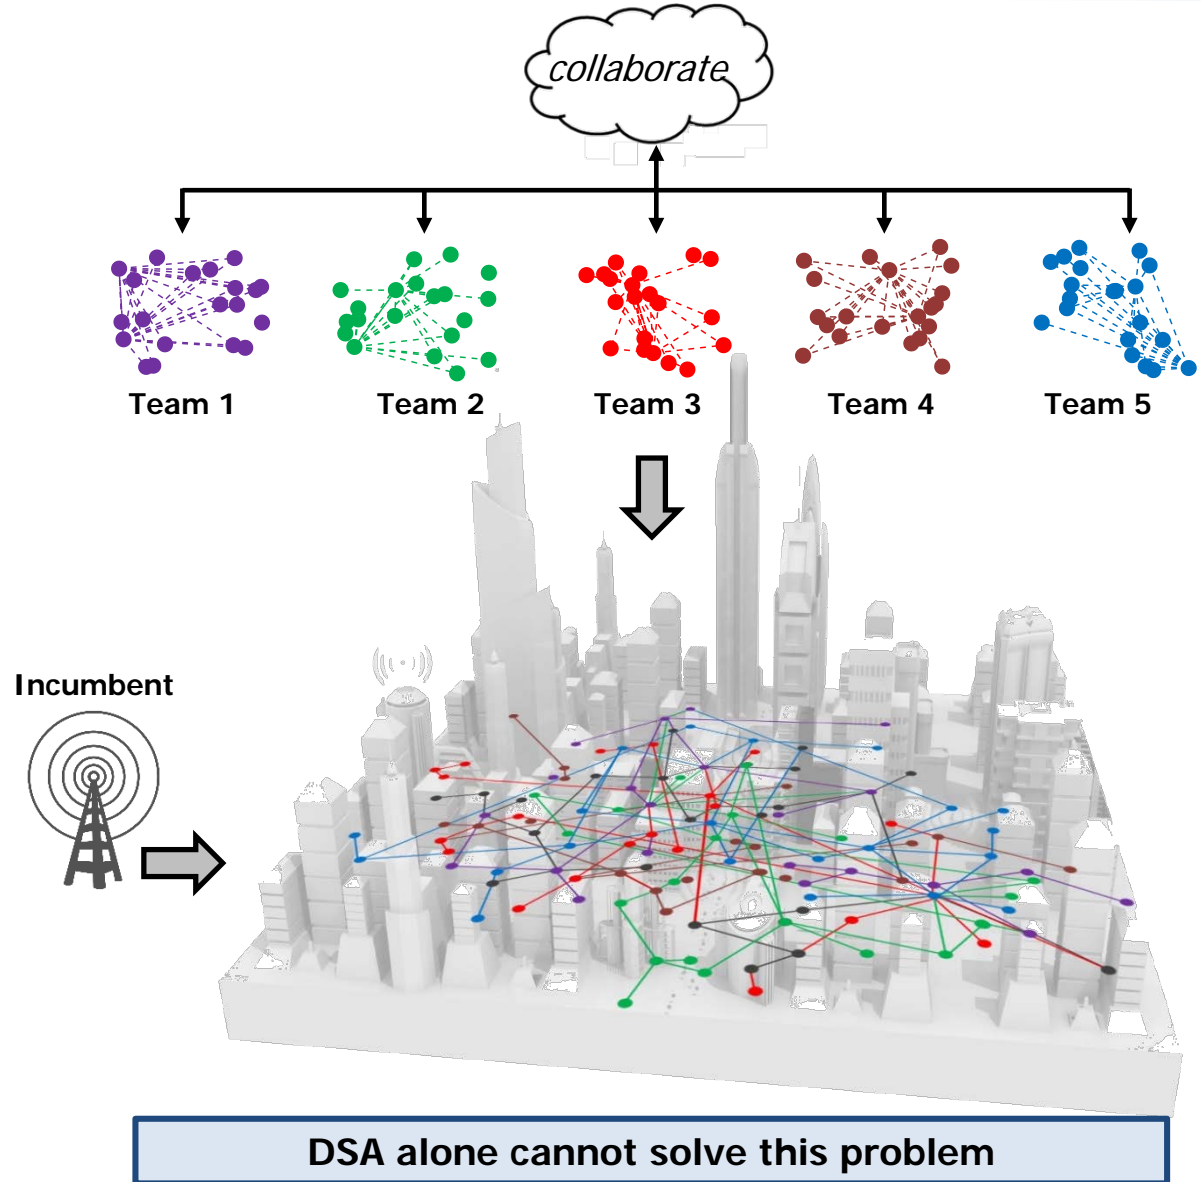 collaborate
Team 1
Team 2
Team 3
Team 4
Team 5
Incumbent
DSA alone cannot solve this problem